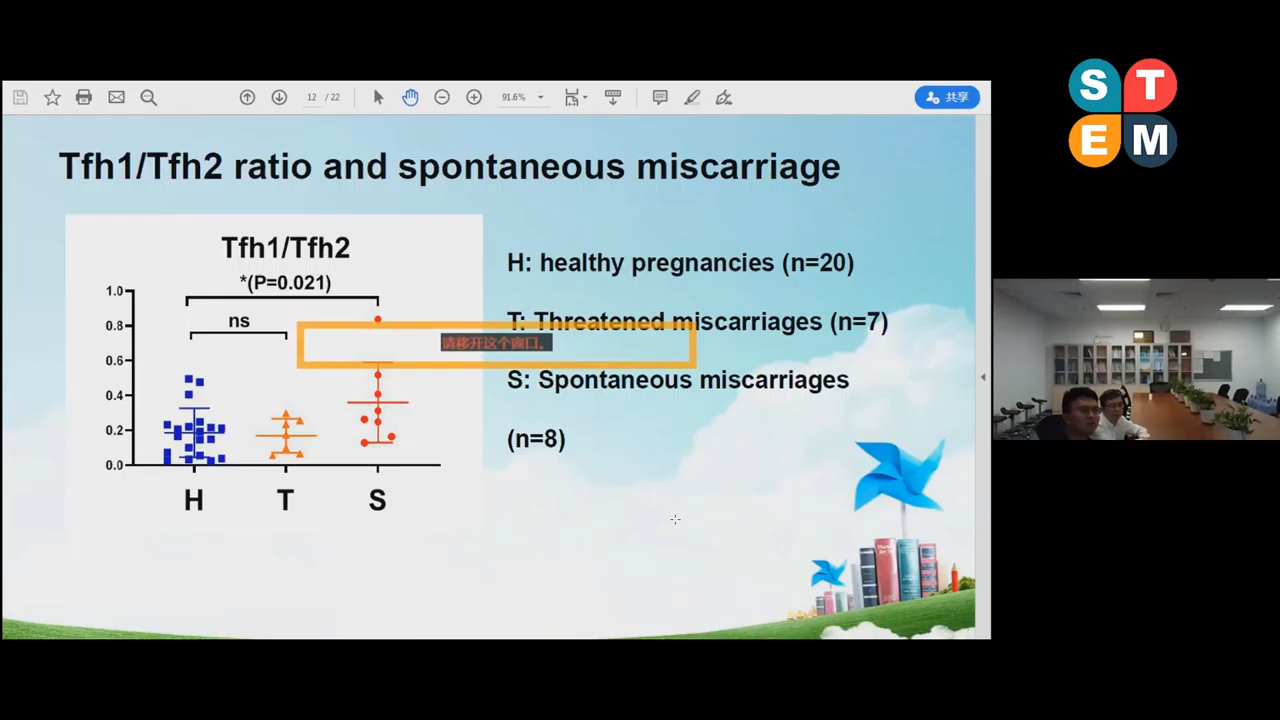 12 / 22
91.6%
共享
STEM
Tfh1/Tfh2 ratio and spontaneous miscarriage
Tfh1/Tfh2
*(P=0.021)
ns
1.0
0.8
0.6
0.4
0.2
0.0
H T S
H: healthy pregnancies (n=20)
T: Threatened miscarriages (n=7)
请移开这个窗口。
S: Spontaneous miscarriages
(n=8)